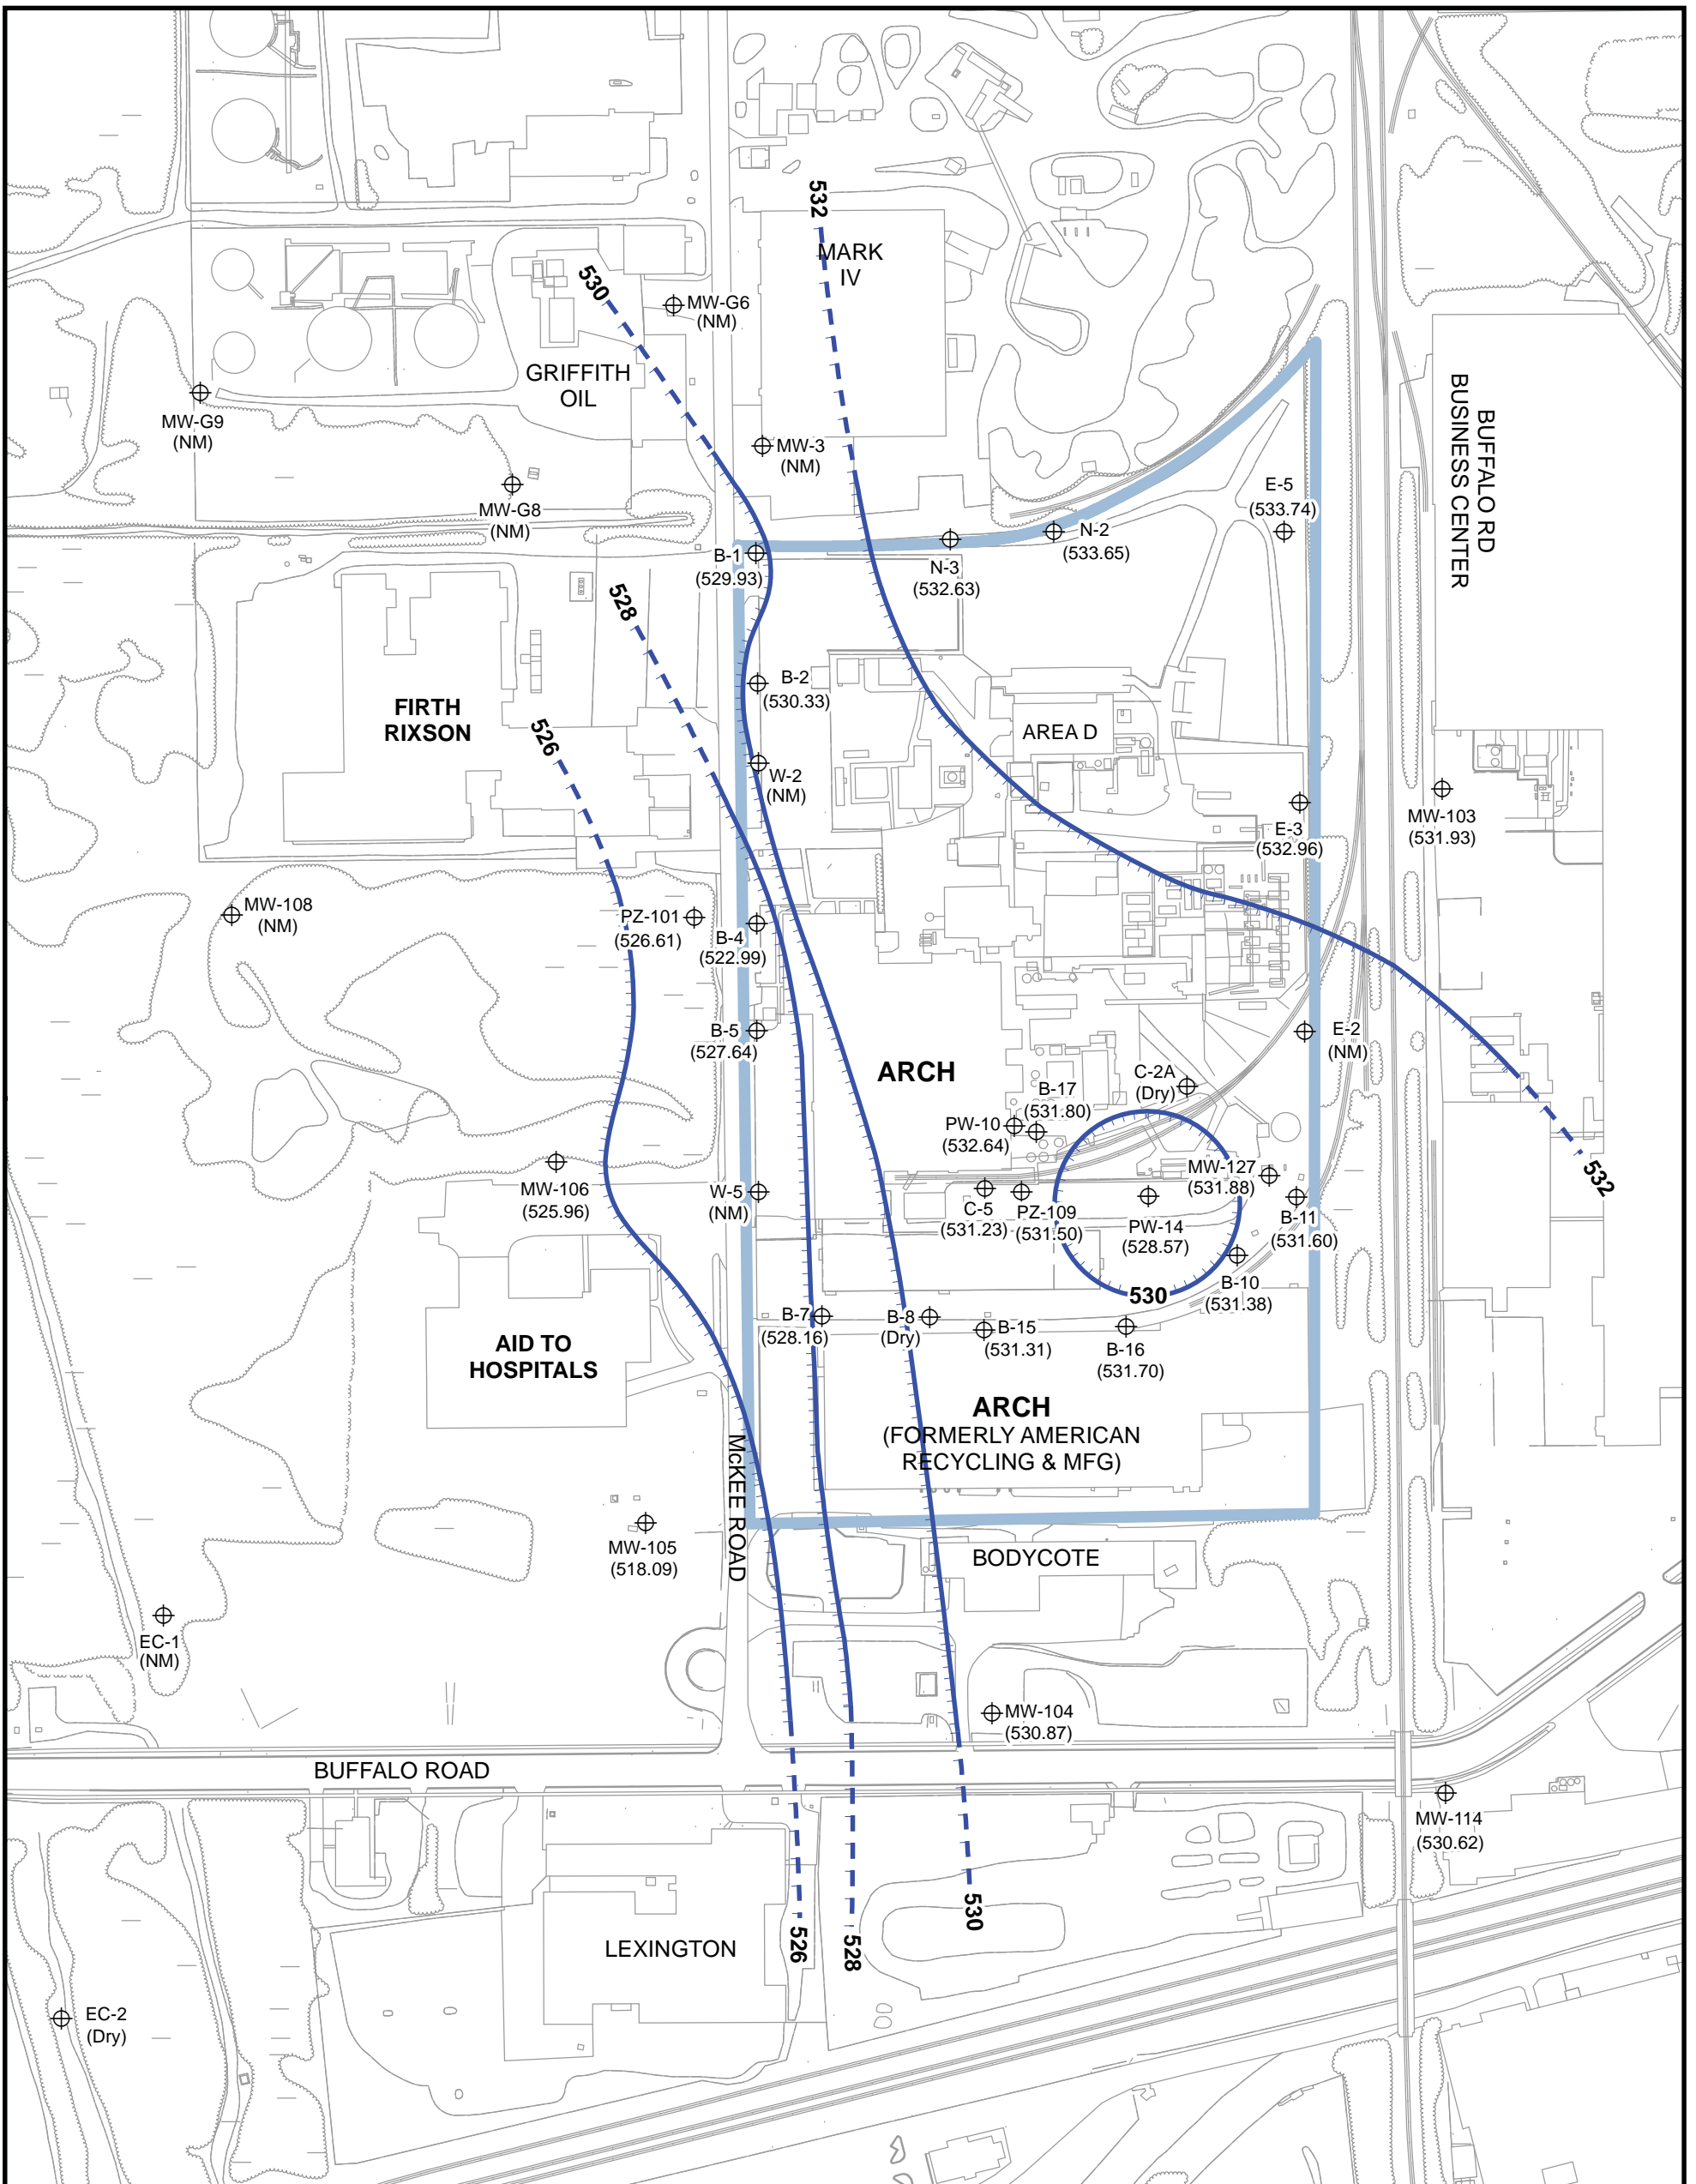 532
MARK
IV
530
MW-G6
(NM)
GRIFFITH
OIL
MW-G9
(NM)
MW-3
(NM)
MW-G8
(NM)
BUFFALO RD
BUSINESS CENTER
E-5
(533.74)
N-2
(533.65)
N-3
(532.63)
B-1
(529.93)
528
B-2
(530.33)
FIRTH
RIXSON
526
AREA D
W-2
(NM)
MW-103
(531.93)
E-3
(532.96)
MW-108
(NM)
PZ-101
(526.61)
B-4
(522.99)
B-5
(527.64)
E-2
(NM)
ARCH
C-2A
(Dry)
B-17
(531.80)
PW-10
(532.64)
MW-127
(531.88)
532
MW-106
(525.96)
W-5
(NM)
C-5
(531.23)
PZ-109
(531.50)
PW-14
(528.57)
B-11
(531.60)
B-10
(531.38)
530
B-7
(528.16)
B-8
(Dry)
B-15
(531.31)
B-16
(531.70)
AID TO
HOSPITALS
ARCH
(FORMERLY AMERICAN
RECYCLING & MFG)
McKEE ROAD
MW-105
(518.09)
BODYCOTE
EC-1
(NM)
MW-104
(530.87)
BUFFALO ROAD
MW-114
(530.62)
530
526
528
LEXINGTON
EC-2
(Dry)